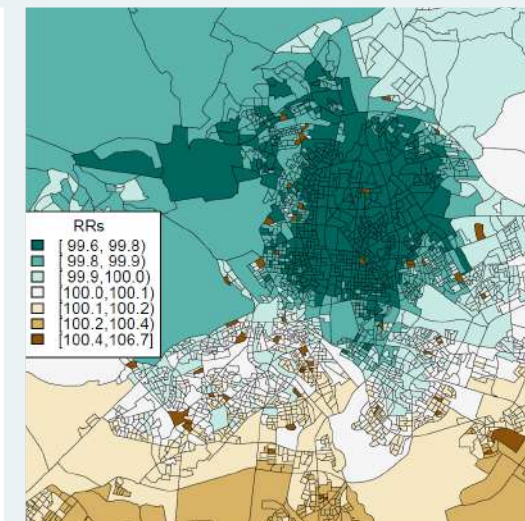 RRs
[ 99.6, 99.8)
[ 99.8, 99.9)
[ 99.9,100.0)
[100.0,100.1)
[100.1,100.2)
[100.2,100.4)
[100.4,106.7]